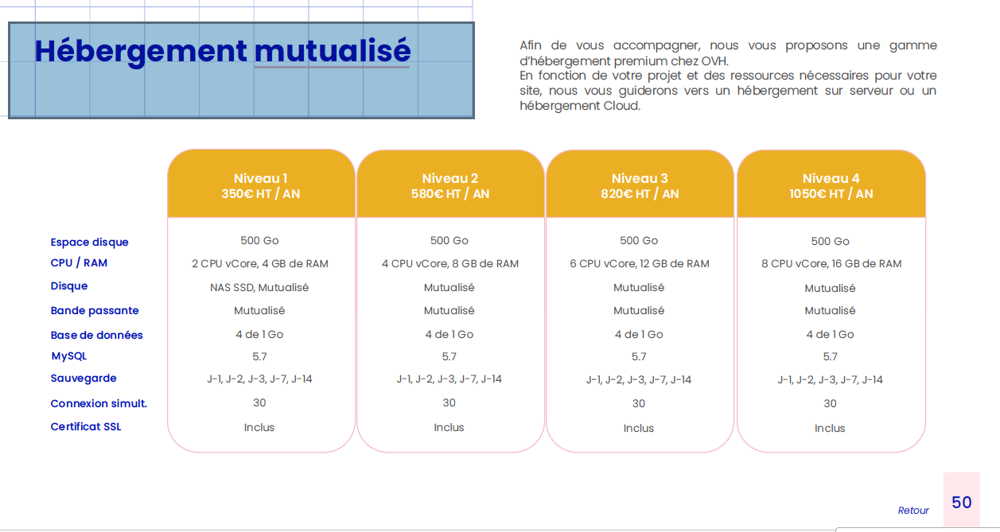 Hébergement mutualisé
Afin de vous accompagner, nous vous proposons une gamme
d'hébergement premium chez OVH.
En fonction de votre projet et des ressources nécessaires pour votre
site, nous vous guiderons vers un hébergement sur serveur ou un
hébergement Cloud.
Niveau 1 Niveau 2 Niveau 3 Niveau 4
350€ HT / AN 580€ HT / AN 820€ HT / AN 1050€ HT / AN
Espace disque 500 Go 500 Go 500 Go 500 Go
CPU / RAM 2 CPU vCore, 4 GB de RAM 4 CPU vCore, 8 GB de RAM 6 CPU vCore, 12 GB de RAM 8 CPU vCore, 16 GB de RAM
Disque NAS SSD, Mutualisé Mutualisé Mutualisé Mutualisé
Bande passante Mutualisé Mutualisé Mutualisé Mutualisé
Base de données 4 de 1 Go 4 de 1 Go 4 de 1 Go 4 de 1 Go
MySQL 5.7 5.7 5.7 5.7
Sauvegarde J-1, J-2, J-3, J-7, J-14 J-1, J-2, J-3, J-7, J-14 J-1, J-2, J-3, J-7, J-14 J-1, J-2, J-3, J-7, J-14
Connexion simult. 30 30 30 30
Certificat SSL Inclus Inclus Inclus Inclus
Retour 50